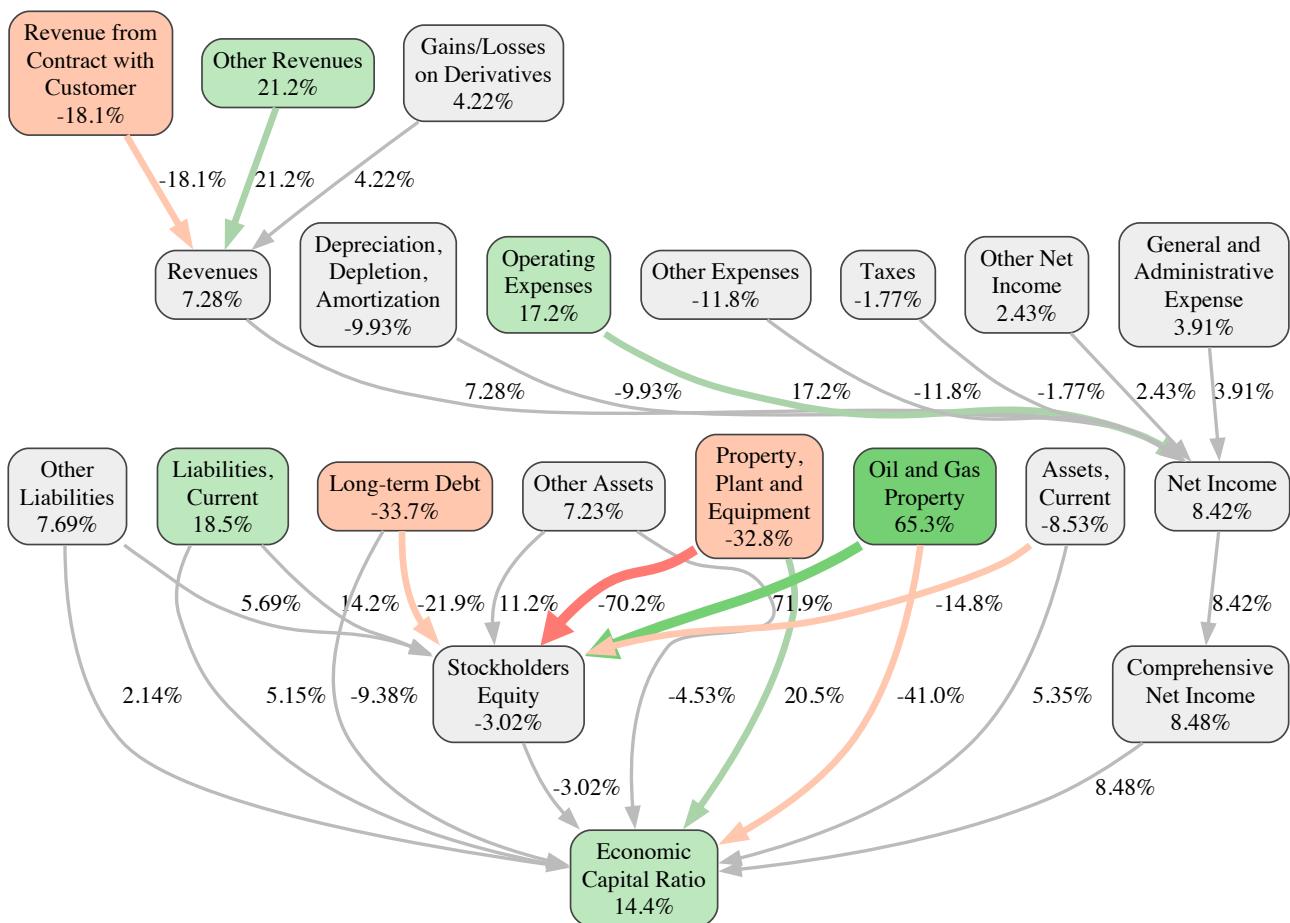 Revenue from
Contract with
Customer
-18.1%
Other Revenues
21.2%
Gains/Losses
on Derivatives
4.22%
-18.1%
21.2%
4.22%
Revenues
7.28%
Depreciation,
Depletion,
Amortization
-9.93%
Operating
Expenses
17.2%
Other Expenses
-11.8%
Taxes
-1.77%
Other Net
Income
2.43%
General and
Administrative
Expense
3.91%
7.28%
-9.93%
17.2%
-11.8%
-1.77%
2.43%
3.91%
Other
Liabilities
7.69%
Liabilities,
Current
18.5%
Long-term Debt
-33.7%
Other Assets
7.23%
Property,
Plant and
Equipment
-32.8%
Oil and Gas
Property
65.3%
Assets,
Current
-8.53%
Net Income
8.42%
5.69%
14.2%
-21.9%
11.2%
-70.2%
71.9%
-14.8%
8.42%
Stockholders
Equity
-3.02%
Comprehensive
Net Income
8.48%
2.14%
5.15%
-9.38%
-4.53%
20.5%
-41.0%
5.35%
-3.02%
8.48%
Economic
Capital Ratio
14.4%